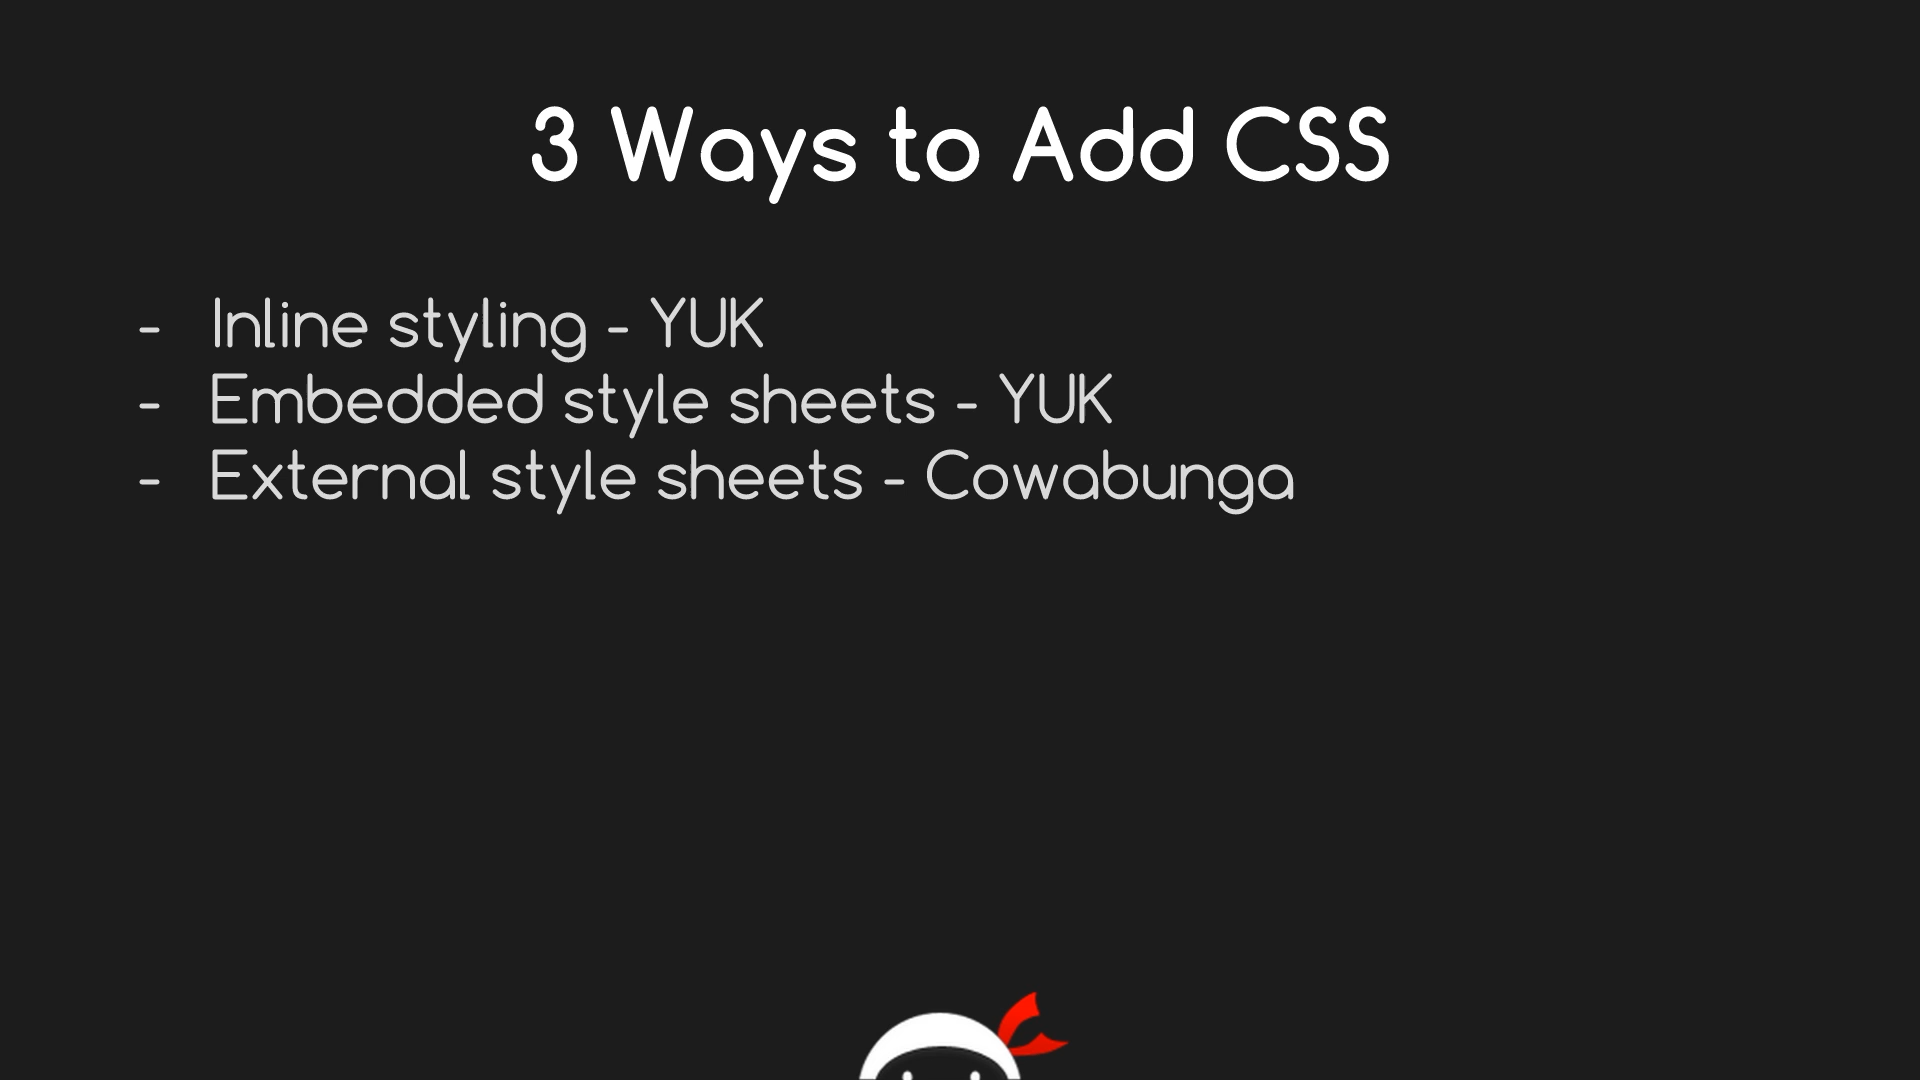 3 Ways to Add CSS
- Inline styling - YUK
- Embedded style sheets - YUK
- External style sheets - Cowabunga